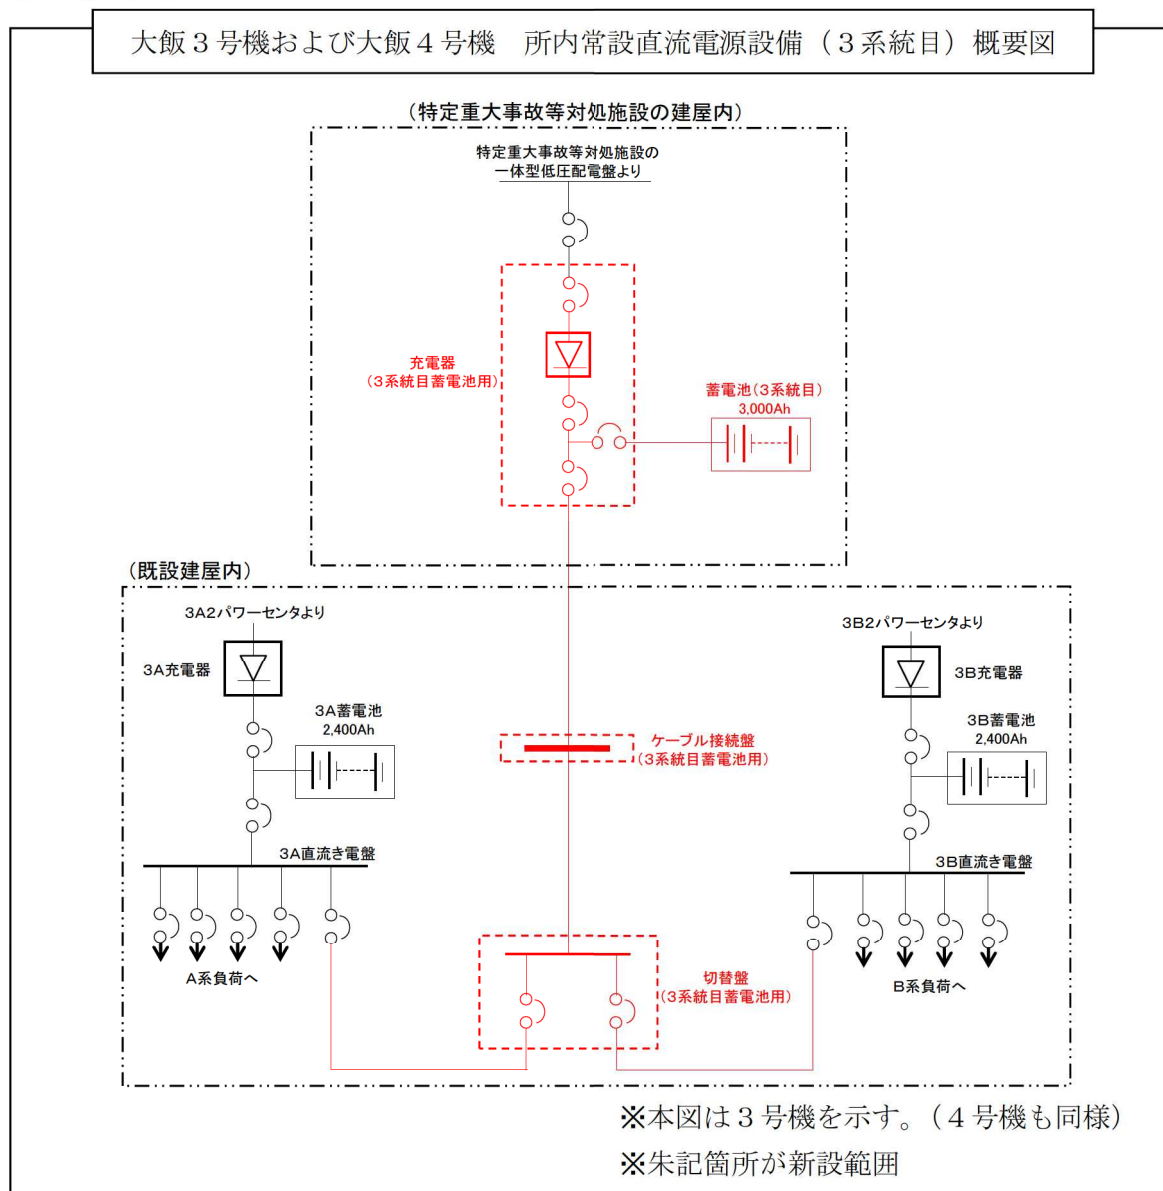 大飯３号機および大飯４号機　所内常設直流電源設備（３系統目）概要図
（特定重大事故等対処施設の建屋内）
特定重大事故等対処施設の
一体型低圧配電盤より
充電器
（３系統目蓄電池用）
蓄電池（３系統目）
3,000Ah
（既設建屋内）
3A2パワーセンタより
3A充電器
3A蓄電池
2,400Ah
3A直流き電盤
A系負荷へ
ケーブル接続盤
（３系統目蓄電池用）
切替盤
（３系統目蓄電池用）
3B2パワーセンタより
3B充電器
3B蓄電池
2,400Ah
3B直流き電盤
B系負荷へ
※本図は３号機を示す。（４号機も同様）
※朱記箇所が新設範囲